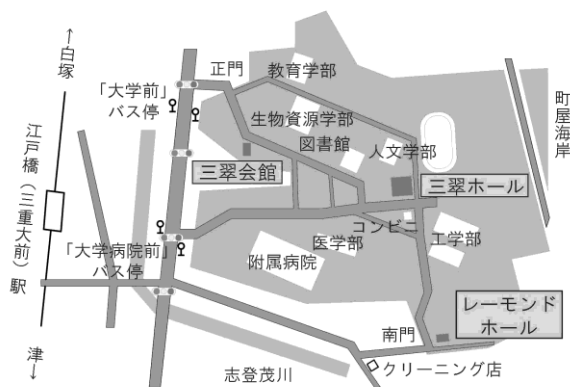 ←白塚
正門
教育学部
「大学前」
バス停
生物資源学部
図書館
町屋海岸
人文学部
三翠会館
三翠ホール
江戸橋（三重大前）駅
コンビニ
「大学病院前」
バス停
医学部
工学部
附属病院
レーモンド
ホール
南門
津→
志登茂川
クリーニング店